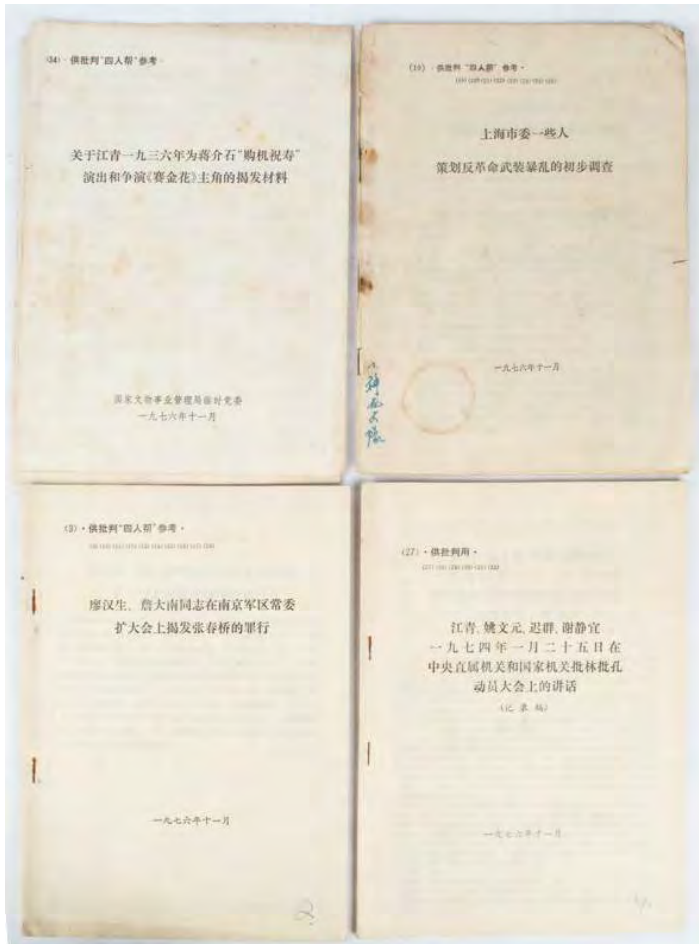 (34)·供批判“四人帮”参考·
关于江青一九三六年为蒋介石“购机祝寿”
演出和争演《赛金花》主角的揭发材料
国家文物事业管理局临时党委
一九七六年十一月
·供批判“四人帮”参考·
上海市委一些人
策划反革命武装暴乱的初步调查
一九七六年十一月
(3)·供批判“四人帮”参考·
廖汉生、詹大南同志在南京军区常委
扩大会上揭发张春桥的罪行
一九七六年十一月
2
(27)·供批判用·
江青、姚文元、迟群、谢静宜
一九七四年一月二十五日在
中央直属机关和国家机关批林批孔
动员大会上的讲话
(记录稿)
一九七六年十一月